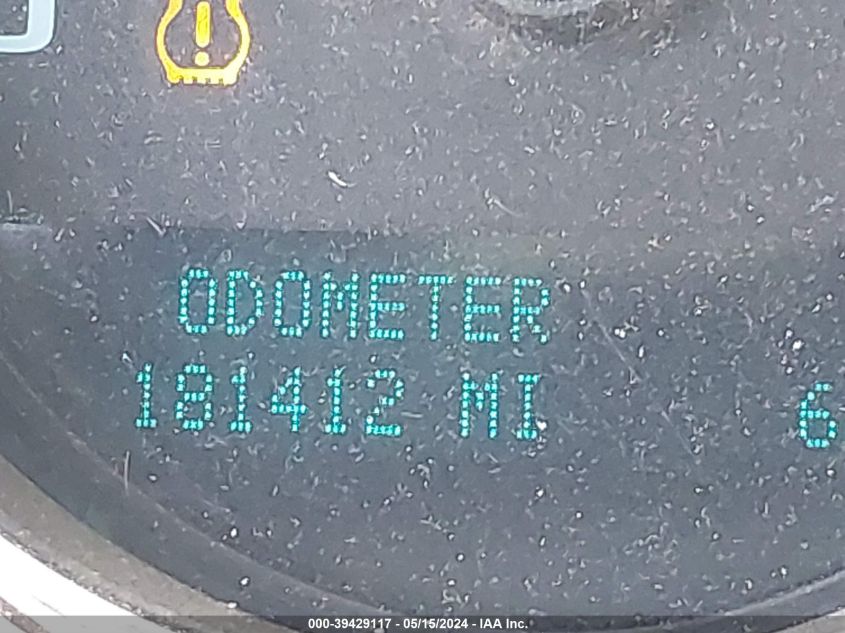 ODOMETER
181412 MI 6
000-39429117 - 05/15/2024 - IAA Inc.